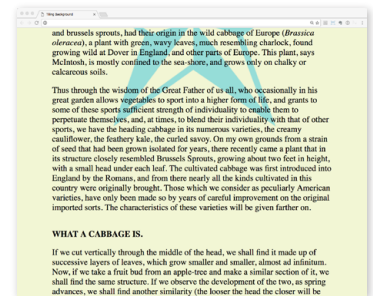 and brussels sprouts, had their origin in the wild cabbage of Europe (Brassica
oleracea), a plant with green, wavy leaves, much resembling charlock, found
growing wild at Dover in England, and other parts of Europe. This plant, says
McIntosh, is mostly confined to the sea-shore, and grows only on chalky or
calcareous soils.
Thus through the wisdom of the Great Father of us all, who occasionally in his
great garden allows vegetables to sport into a higher form of life, and grants to
some of these sports sufficient strength of individuality to enable them to
perpetuate themselves, and, at times, to blend their individuality with that of other
sports, we have the heading cabbage in its numerous varieties, the creamy
cauliflower, the feathery kale, the curled savoy. On my own grounds from a strain
of seed that had been grown isolated for years, there recently came a plant that in
its structure closely resembled Brussels Sprouts, growing about two feet in height,
with a small head under each leaf. The cultivated cabbage was first introduced into
England by the Romans, and from there nearly all the kinds cultivated in this
country were originally brought. Those which we consider as peculiarly American
varieties, have only been made so by years of careful improvement on the original
imported sorts. The characteristics of these varieties will be given farther on.
WHAT A CABBAGE IS.
If we cut vertically through the middle of the head, we shall find it made up of
successive layers of leaves, which grow smaller and smaller, almost ad infinitum.
Now, if we take a fruit bud from an apple-tree and make a similar section of it, we
shall find the same structure. If we observe the development of the two, as spring
advances, we shall find another similarity (the looser the head the closer will be